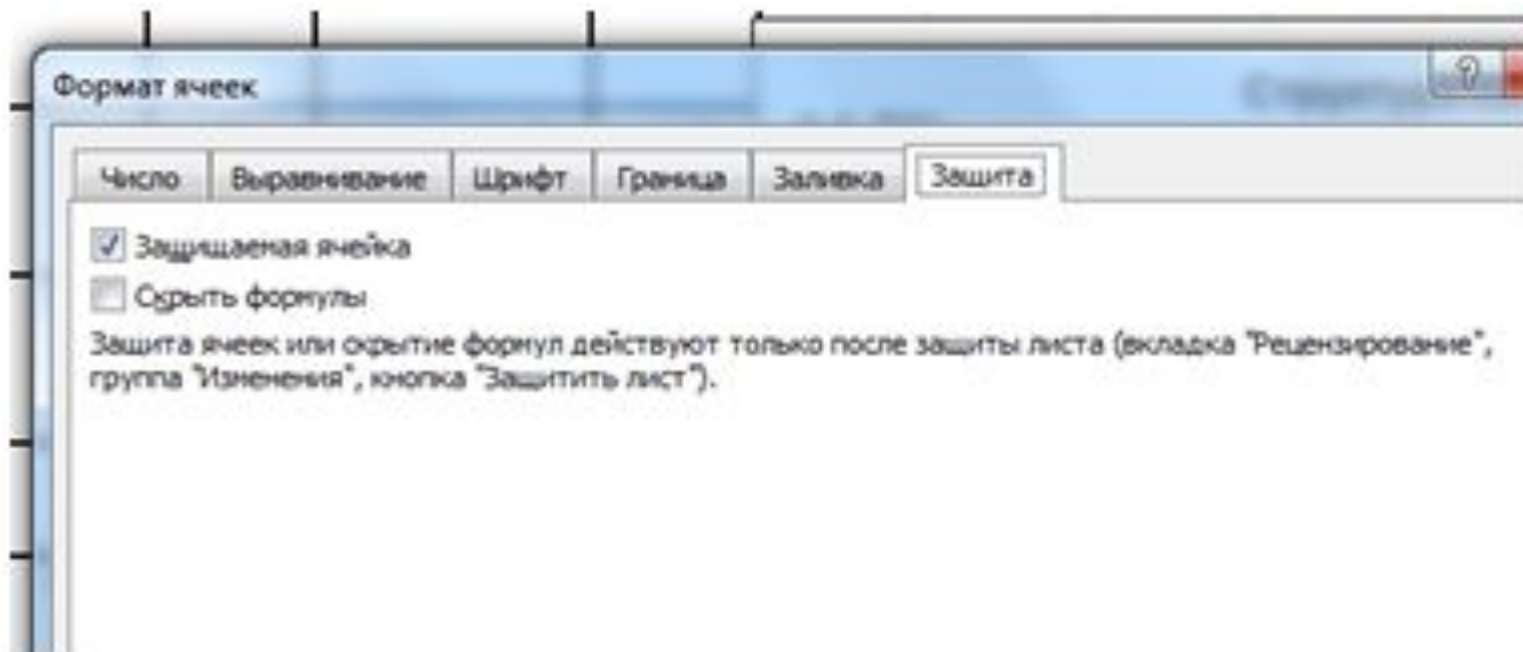 Формат ячеек
?
Число Выравнивание Шрифт Граница Заливка Защита
Защищаемая ячейка
Скрыть формулы
Защита ячеек или скрытие формул действуют только после защиты листа (вкладка "Рецензирование",
группа "Изменения", кнопка "Защитить лист").